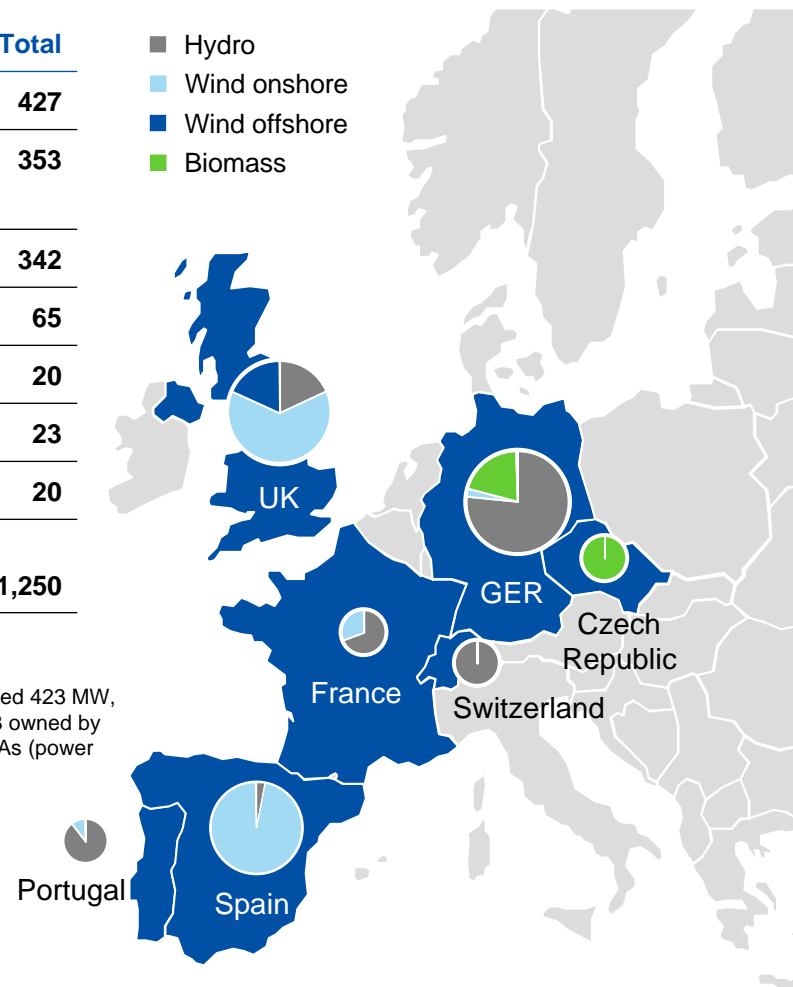 Total
427
353
342
65
20
23
20
1,250
ed 423 MW,
owned by
As (power
Hydro
Wind onshore
Wind offshore
Biomass
UK
GER
Czech
Republic
France
Switzerland
Portugal
Spain